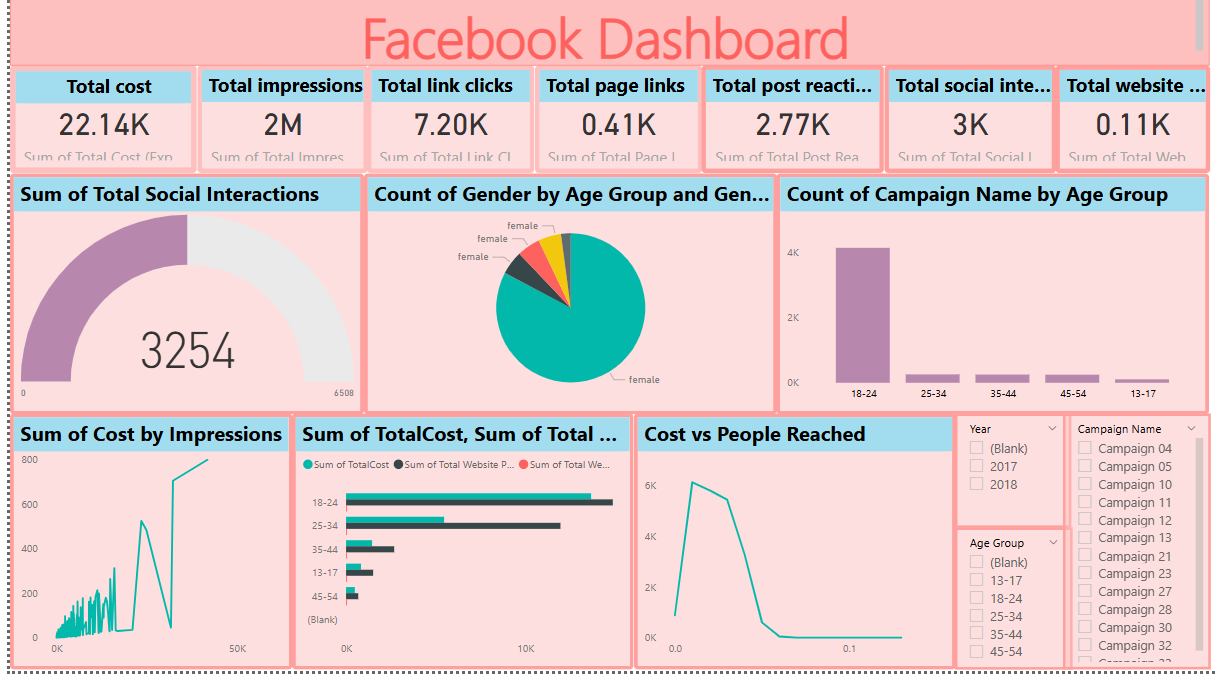 Facebook Dashboard
Total cost
22.14K
Sum of Total Cost (Exp
Total impressions
2M
Sum of Total Impres
Total link clicks
7.20K
Sum of Total Link Cl
Total page links
0.41K
Sum of Total Page L
Total post reacti...
2.77K
Sum of Total Post Rea
Total social inte...
3K
Sum of Total Social I
Total website ...
0.11K
Sum of Total Web
Sum of Total Social Interactions
3254
0
6508
Count of Gender by Age Group and Gen...
female
female
female
female
Count of Campaign Name by Age Group
4K
2K
0K
18-24
25-34
35-44
45-54
13-17
Sum of Cost by Impressions
800
600
400
200
0
0K
50K
Sum of TotalCost, Sum of Total ...
Sum of TotalCost
Sum of Total Website P...
Sum of Total We...
18-24
25-34
35-44
13-17
45-54
(Blank)
0K
10K
Cost vs People Reached
6K
4K
2K
0K
0.0
0.1
Year
(Blank)
2017
2018
Age Group
(Blank)
13-17
18-24
25-34
35-44
45-54
Campaign Name
Campaign 04
Campaign 05
Campaign 10
Campaign 11
Campaign 12
Campaign 13
Campaign 21
Campaign 23
Campaign 27
Campaign 28
Campaign 30
Campaign 32